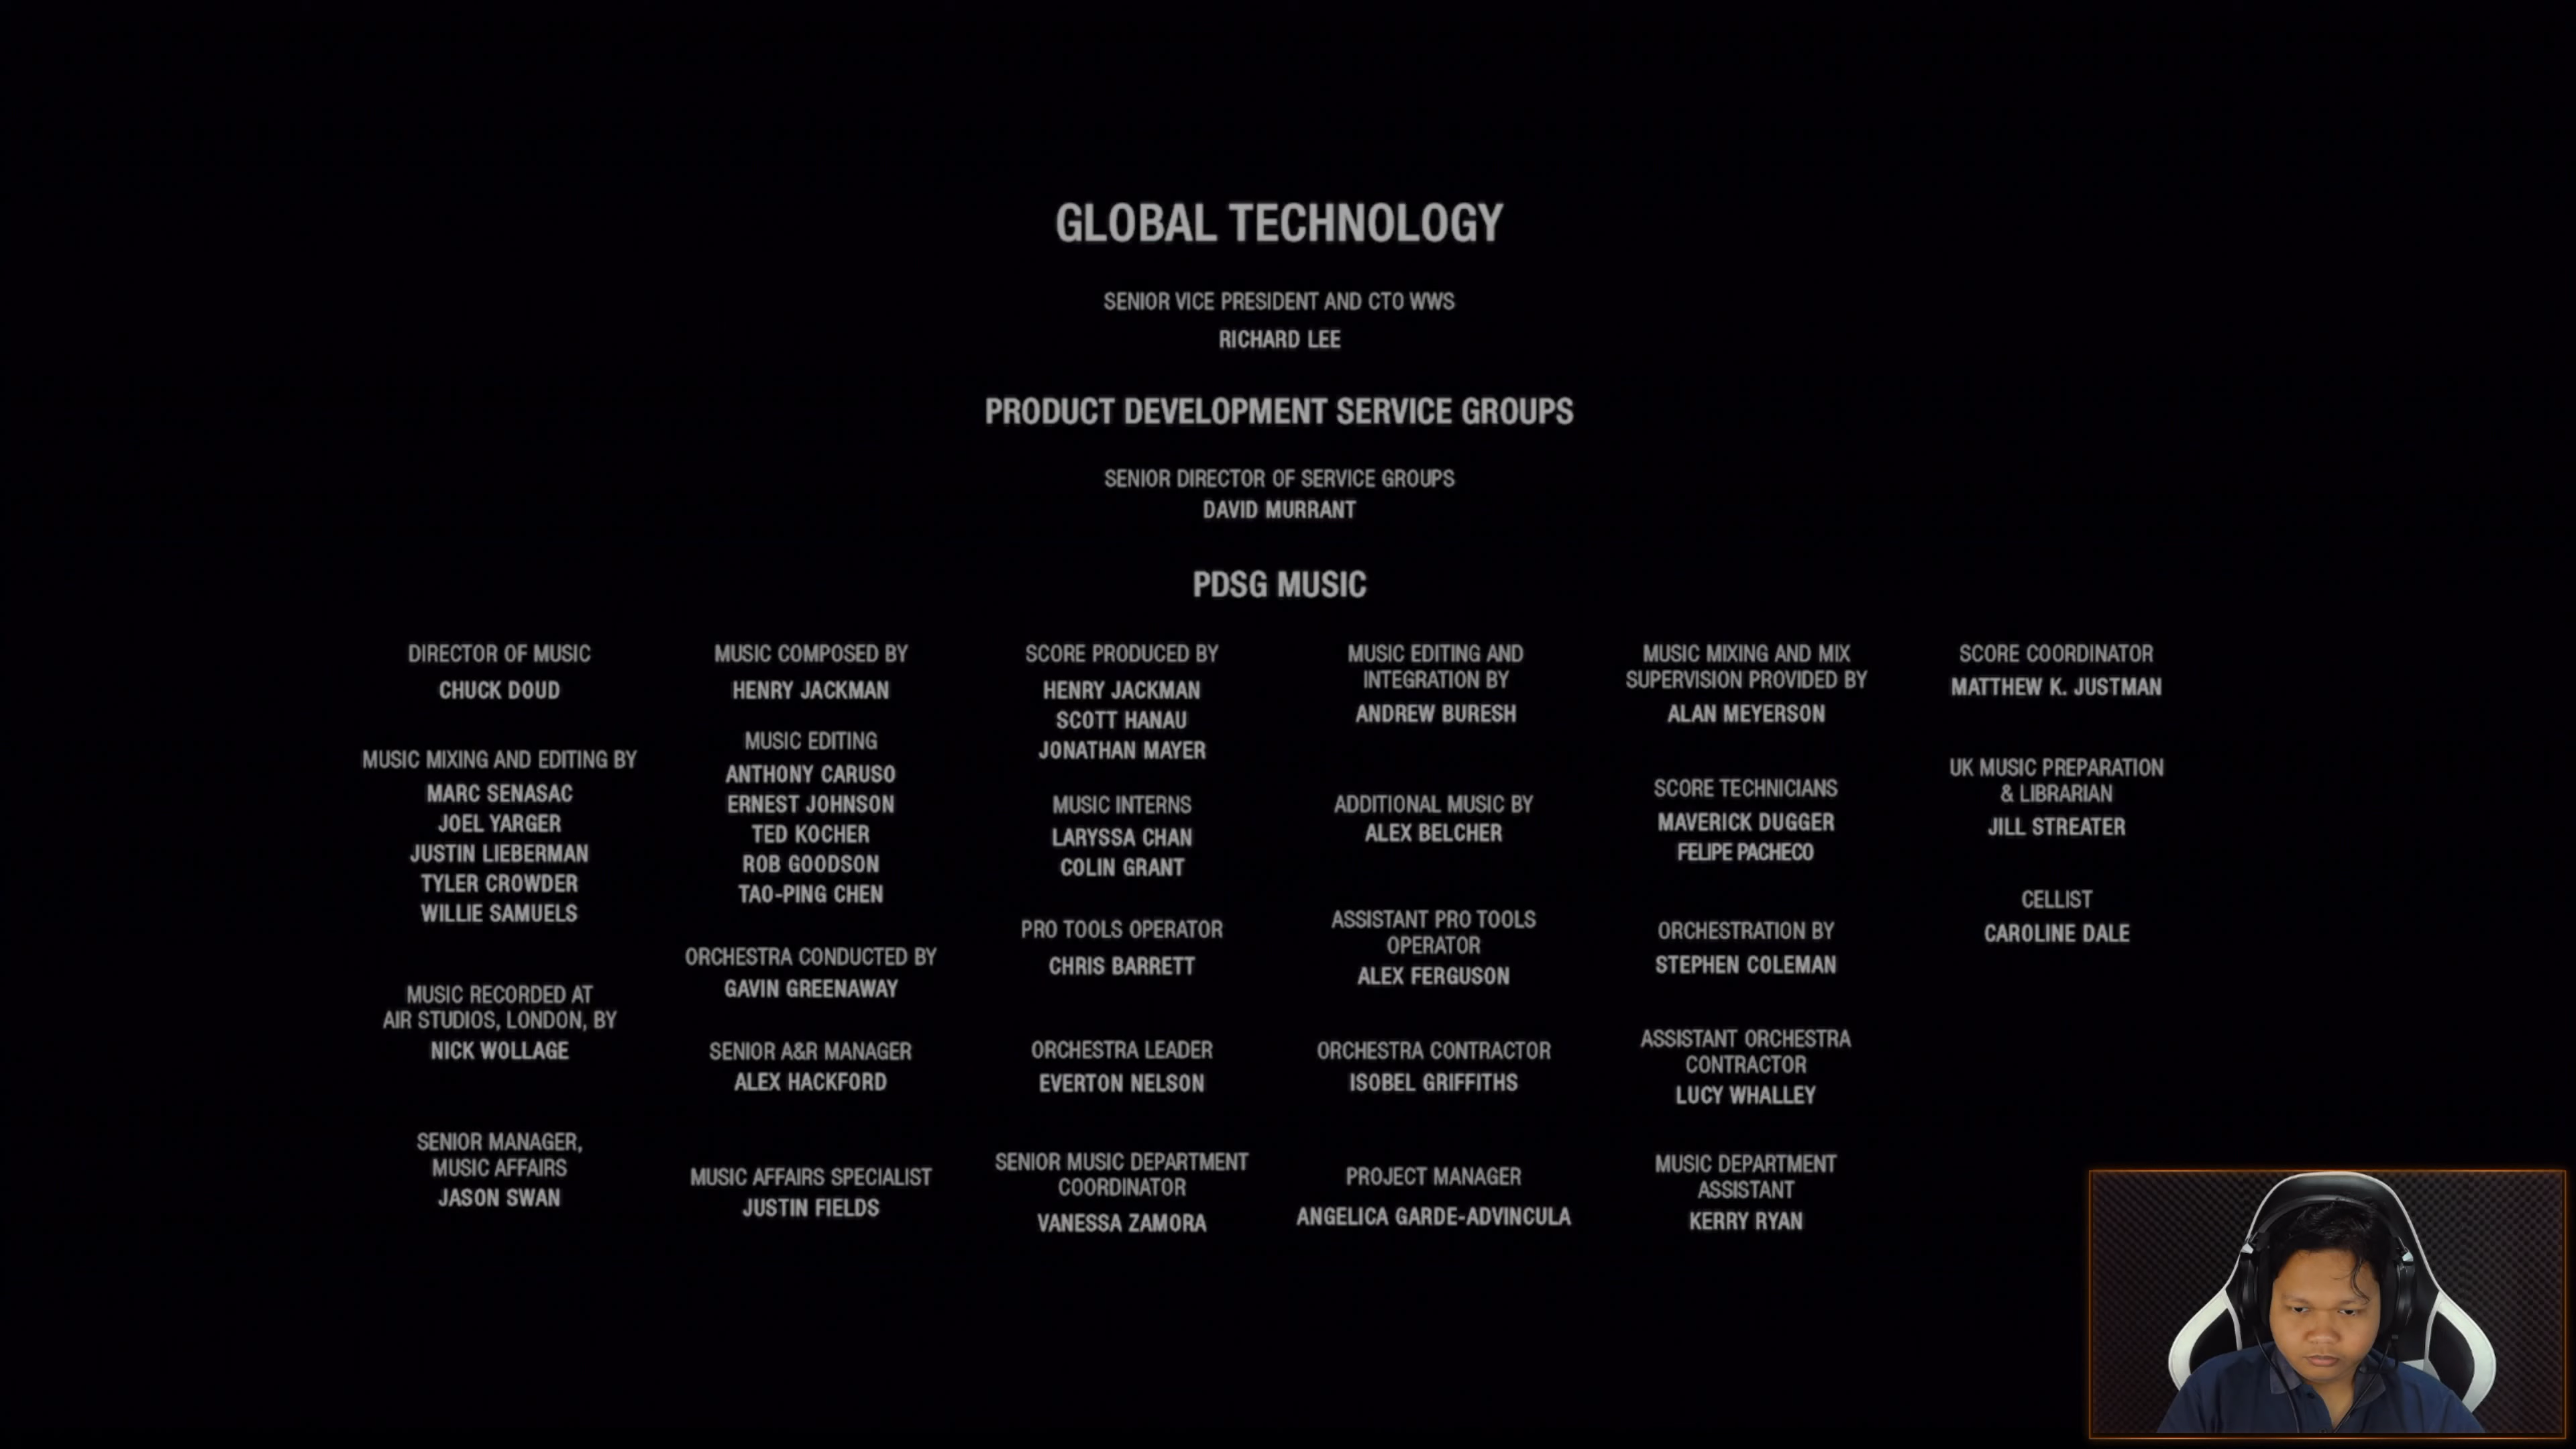 GLOBAL TECHNOLOGY
SENIOR VICE PRESIDENT AND CTO WWS
RICHARD LEE
PRODUCT DEVELOPMENT SERVICE GROUPS
SENIOR DIRECTOR OF SERVICE GROUPS
DAVID MURRANT
PDSG MUSIC
DIRECTOR OF MUSIC
CHUCK DOUD
MUSIC MIXING AND EDITING BY
MARC SENASAC
JOEL YARGER
JUSTIN LIEBERMAN
TYLER CROWDER
WILLIE SAMUELS
MUSIC RECORDED AT
AIR STUDIOS, LONDON, BY
NICK WOLLAGE
SENIOR MANAGER,
MUSIC AFFAIRS
JASON SWAN
MUSIC COMPOSED BY
HENRY JACKMAN
MUSIC EDITING
ANTHONY CARUSO
ERNEST JOHNSON
TED KOCHER
ROB GOODSON
TAO-PING CHEN
ORCHESTRA CONDUCTED BY
GAVIN GREENAWAY
SENIOR A&R MANAGER
ALEX HACKFORD
MUSIC AFFAIRS SPECIALIST
JUSTIN FIELDS
SCORE PRODUCED BY
HENRY JACKMAN
SCOTT HANAU
JONATHAN MAYER
MUSIC INTERNS
LARYSSA CHAN
COLIN GRANT
PRO TOOLS OPERATOR
CHRIS BARRETT
ORCHESTRA LEADER
EVERTON NELSON
SENIOR MUSIC DEPARTMENT
COORDINATOR
VANESSA ZAMORA
MUSIC EDITING AND
INTEGRATION BY
ANDREW BURESH
ADDITIONAL MUSIC BY
ALEX BELCHER
ASSISTANT PRO TOOLS
OPERATOR
ALEX FERGUSON
ORCHESTRA CONTRACTOR
ISOBEL GRIFFITHS
PROJECT MANAGER
ANGELICA GARDE-ADVINCULA
MUSIC MIXING AND MIX
SUPERVISION PROVIDED BY
ALAN MEYERSON
SCORE TECHNICIANS
MAVERICK DUGGER
FELIPE PACHECO
ORCHESTRATION BY
STEPHEN COLEMAN
ASSISTANT ORCHESTRA
CONTRACTOR
LUCY WHALLEY
MUSIC DEPARTMENT
ASSISTANT
KERRY RYAN
SCORE COORDINATOR
MATTHEW K. JUSTMAN
UK MUSIC PREPARATION
& LIBRARIAN
JILL STREATER
CELLIST
CAROLINE DALE